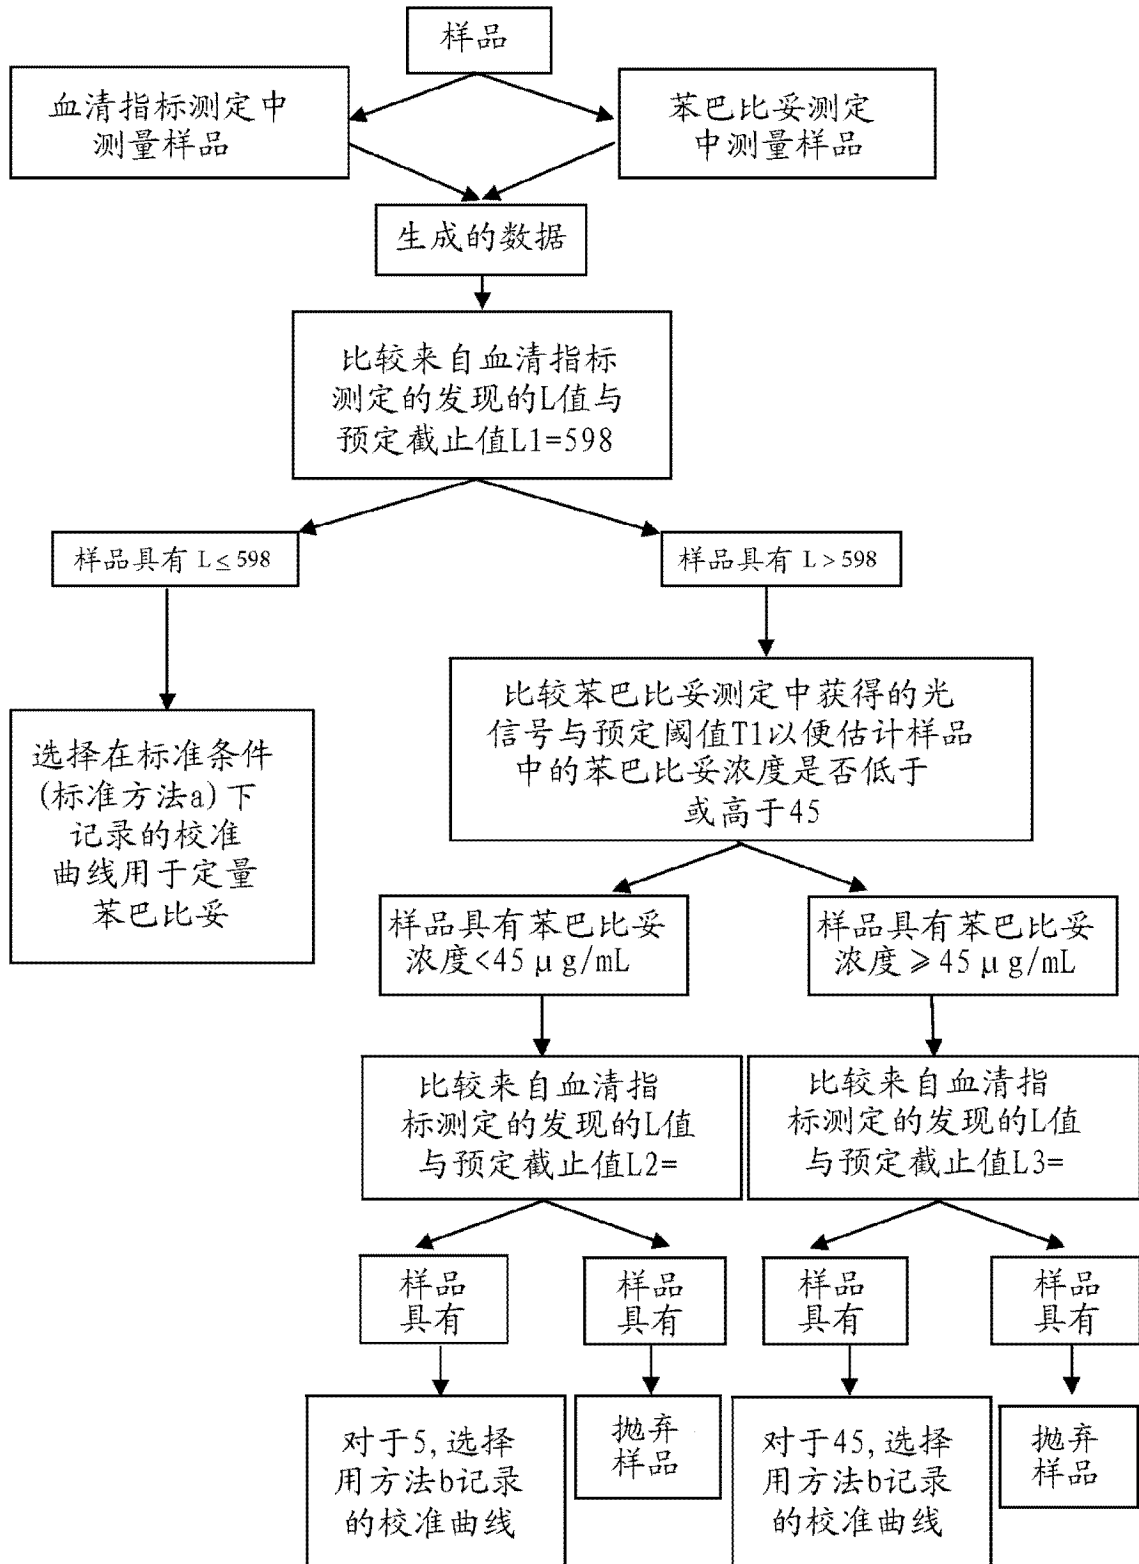 样品
血清指标测定中
测量样品
苯巴比妥测定
中测量样品
生成的数据
比较来自血清指标
测定的发现的L值与
预定截止值L1=598
样品具有 L≤598
样品具有 L>598
选择在标准条件
(标准方法a)下
记录的校准
曲线用于定量
苯巴比妥
比较苯巴比妥测定中获得的光
信号与预定阈值T1以便估计样品
中的苯巴比妥浓度是否低于
或高于45
样品具有苯巴比妥
浓度<45 μg/mL
样品具有苯巴比妥
浓度≥45 μg/mL
比较来自血清指
标测定的发现的L值
与预定截止值L2=
比较来自血清指
标测定的发现的L值
与预定截止值L3=
样品
具有
样品
具有
样品
具有
样品
具有
对于5,选择
用方法b记录
的校准曲线
抛弃
样品
对于45,选择
用方法b记录
的校准曲线
抛弃
样品